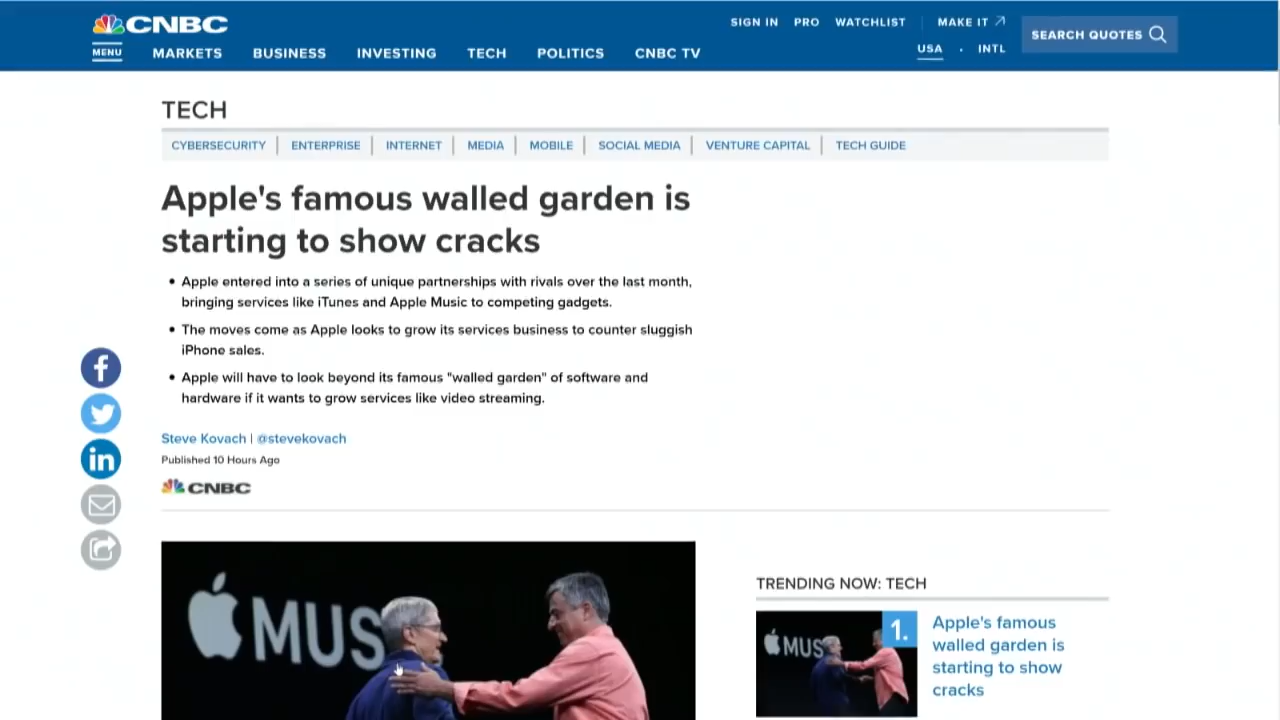 CNBC
SIGN IN PRO WATCHLIST MAKE IT
SEARCH QUOTES
MENU MARKETS BUSINESS INVESTING TECH POLITICS CNBC TV
USA · INTL
TECH
CYBERSECURITY ENTERPRISE INTERNET MEDIA MOBILE SOCIAL MEDIA VENTURE CAPITAL TECH GUIDE
Apple's famous walled garden is
starting to show cracks
• Apple entered into a series of unique partnerships with rivals over the last month,
bringing services like iTunes and Apple Music to competing gadgets.
• The moves come as Apple looks to grow its services business to counter sluggish
iPhone sales.
• Apple will have to look beyond its famous "walled garden" of software and
hardware if it wants to grow services like video streaming.
Steve Kovach | @stevekovach
Published 10 Hours Ago
CNBC
MUS
TRENDING NOW: TECH
MUS
1.
Apple's famous
walled garden is
starting to show
cracks